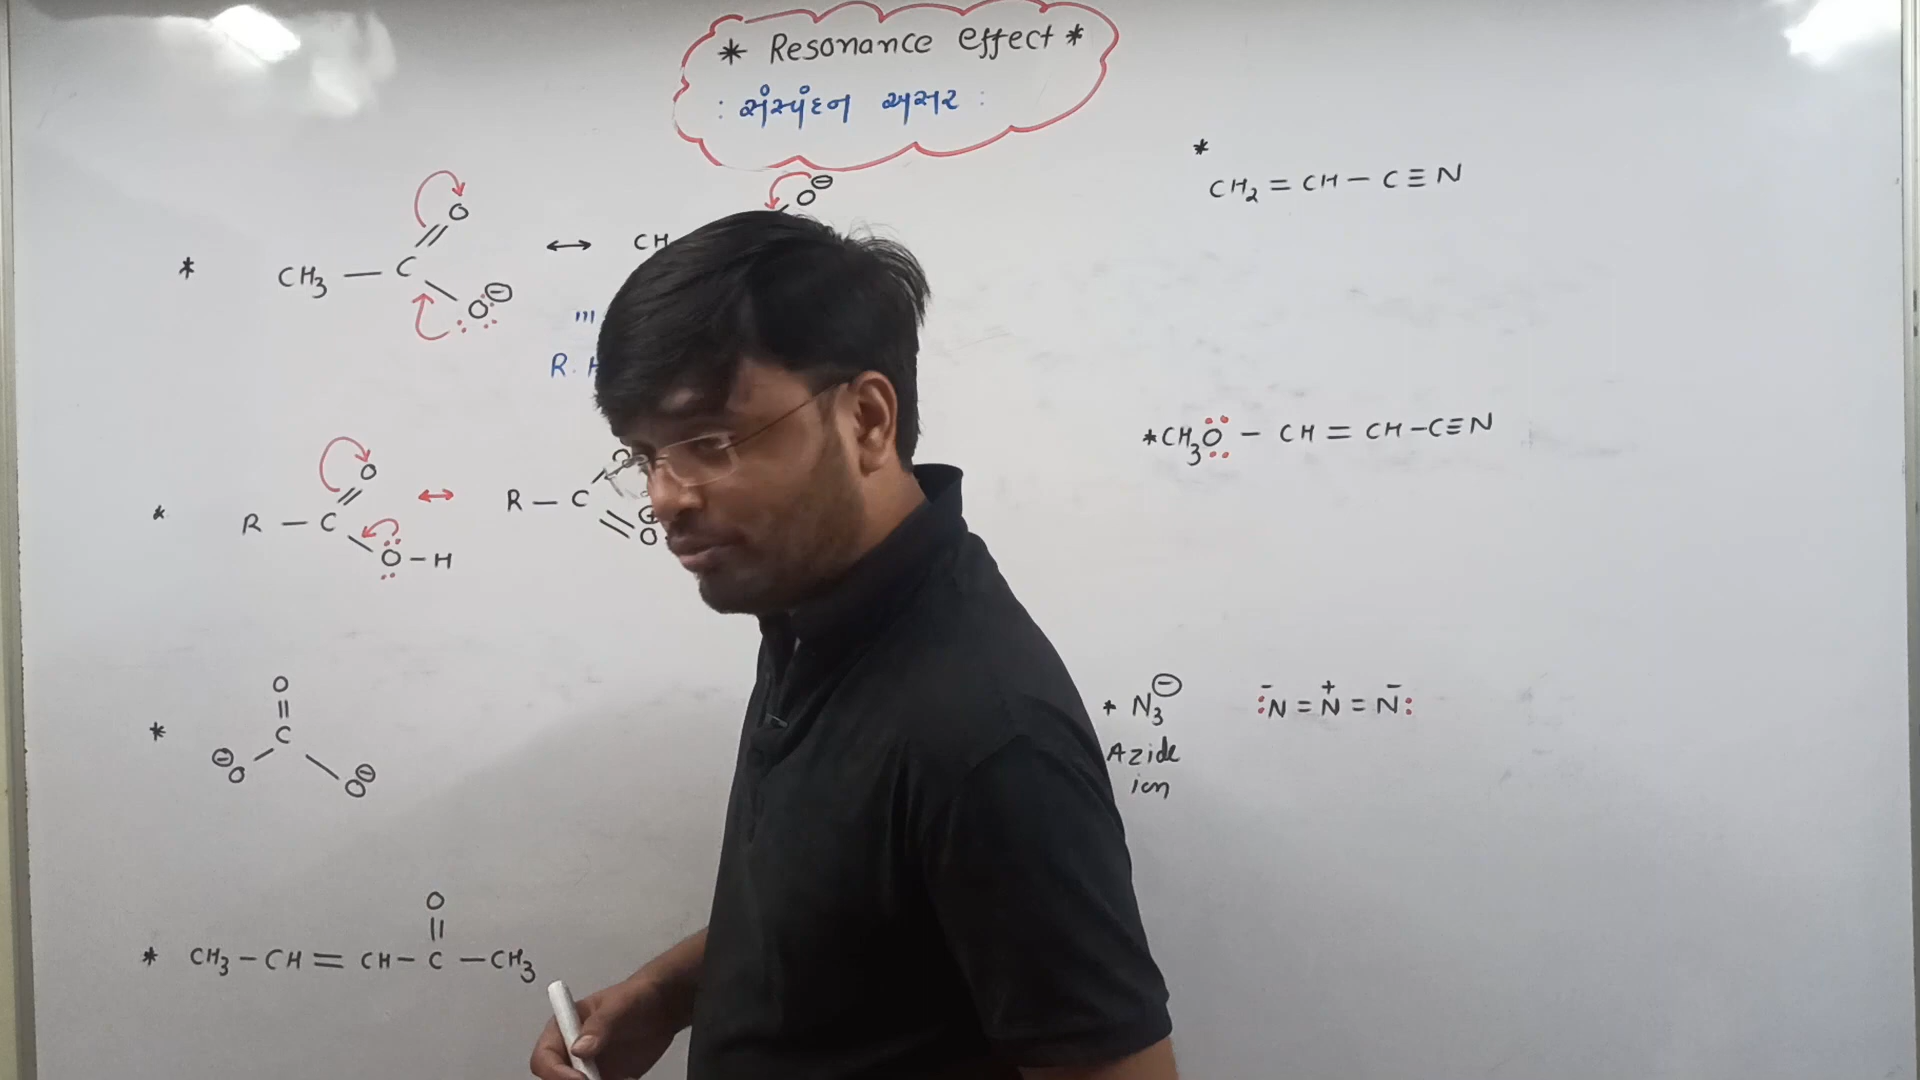 * Resonance effect *
: સંસ્પંદન અસર :
*
CH₂ = CH — C ≡ N
O ⊖
O
* CH₃ — C ↔ CH
O ⊖
R.
* CH₃O — CH = CH — C≡N
O
* R — C ↔ R — C
O — H
⊕
O
O
* C
⊖ O O ⊖
* N₃⊖ :N⁻ = N⁺ = N⁻:
Azide
ion
O
* CH₃ — CH = CH — C — CH₃